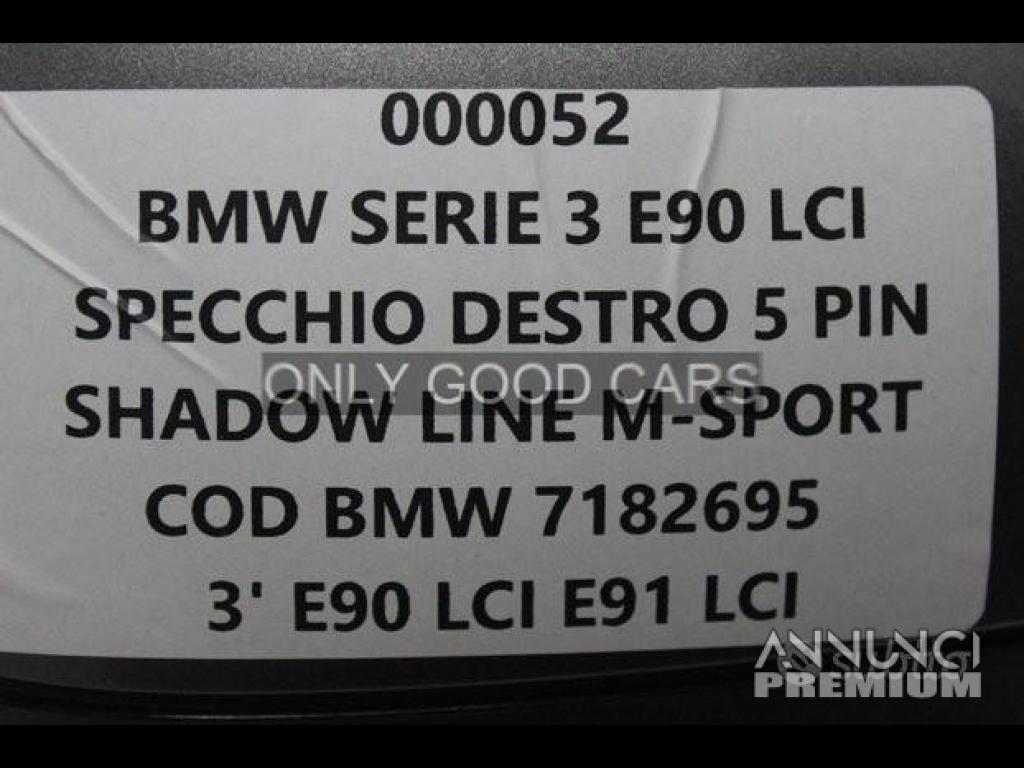 000052
BMW SERIE 3 E90 LCI
SPECCHIO DESTRO 5 PIN
ONLY GOOD CARS
SHADOW LINE M-SPORT
COD BMW 7182695
3' E90 LCI E91 LCI
ANNUNCI
PREMIUM